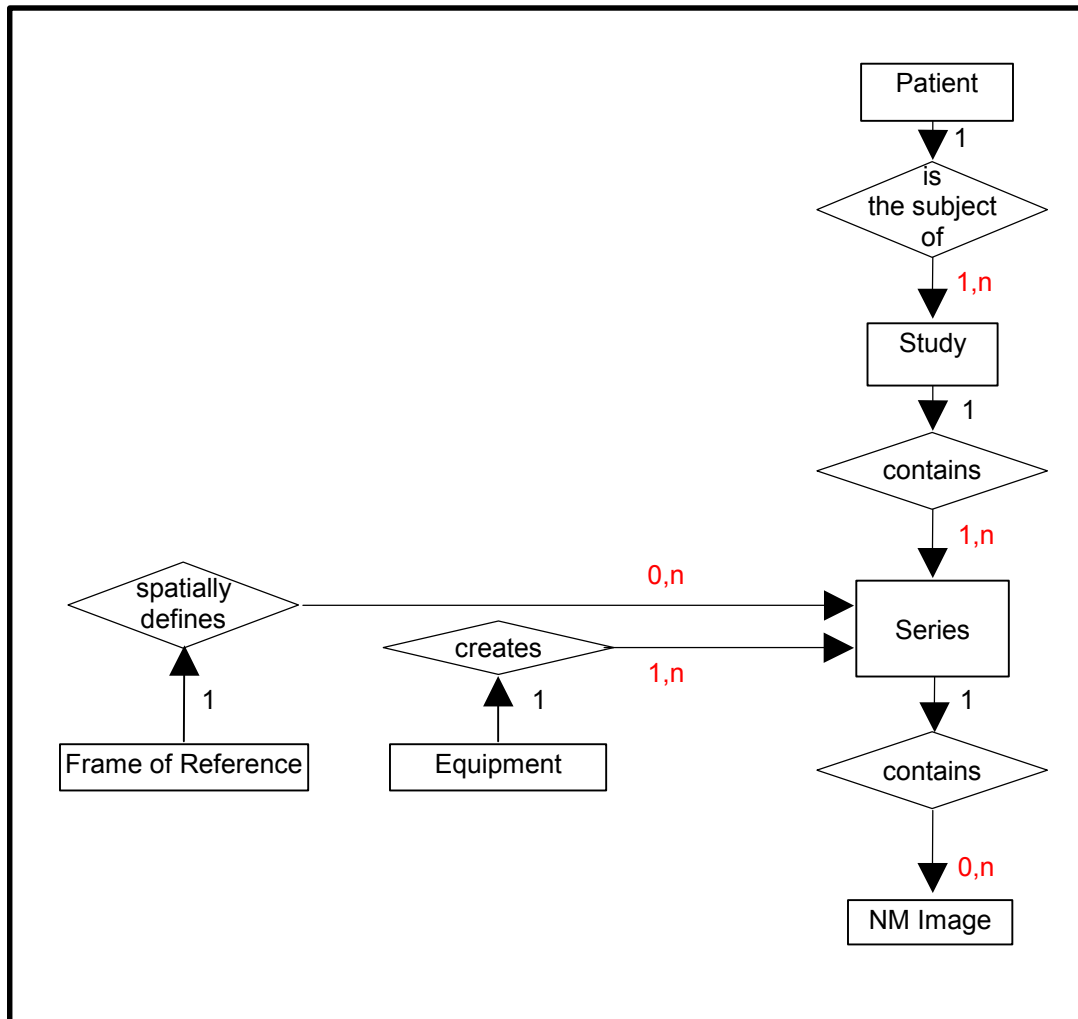 Patient
1
is
the subject
of
1,n
Study
1
contains
1,n
spatially
defines
0,n
Series
creates
1,n
1
1
1
Frame of Reference
Equipment
contains
0,n
NM Image